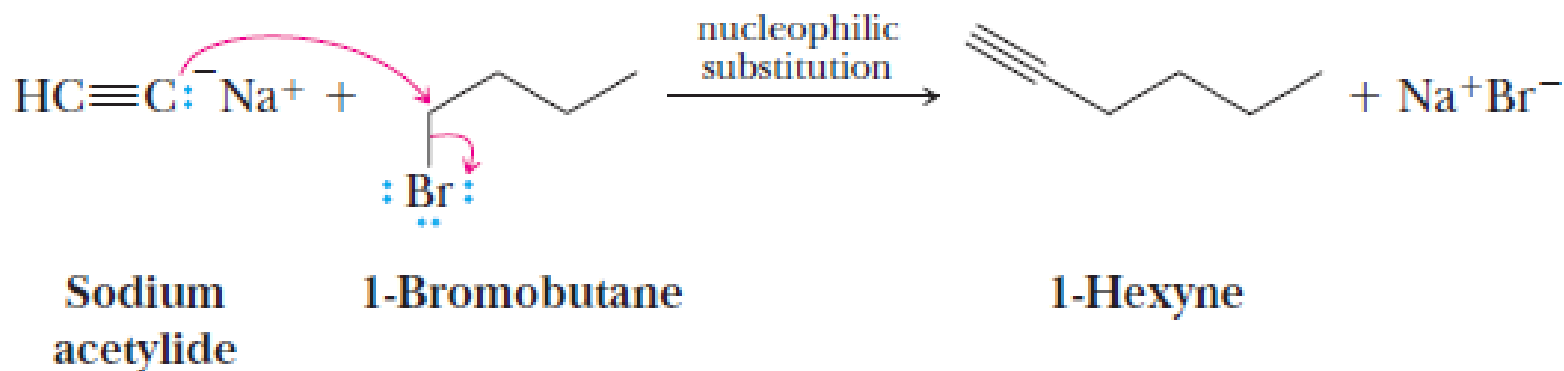 nucleophilic
substitution
HC≡C:⁻Na⁺ +
+ Na⁺Br⁻
:Br:
Sodium
acetylide
1-Bromobutane
1-Hexyne